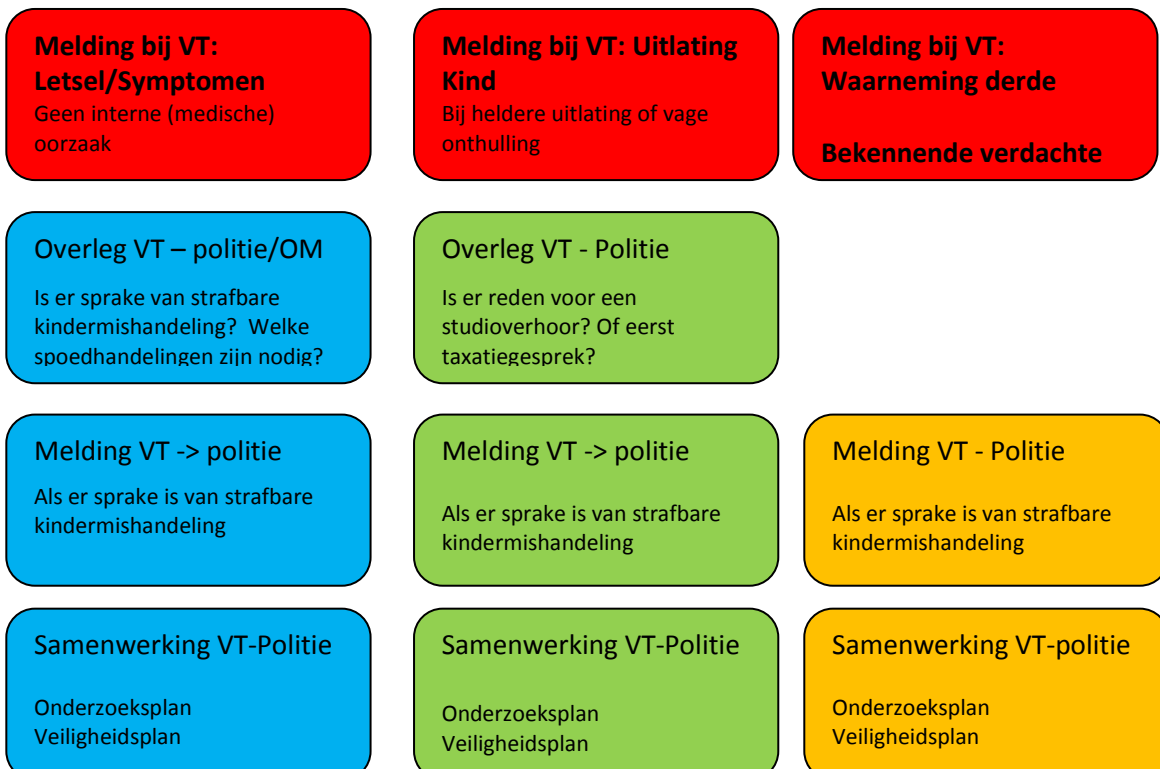 Melding bij VT:
Letsel/Symptomen
Geen interne (medische)
oorzaak
Melding bij VT: Uitlating
Kind
Bij heldere uitlating of vage
onthulling
Melding bij VT:
Waarneming derde
Bekennende verdachte
Overleg VT – politie/OM
Is er sprake van strafbare
kindermishandeling?  Welke
spoedhandelingen zijn nodig?
Overleg VT - Politie
Is er reden voor een
studioverhoor? Of eerst
taxatiegesprek?
Melding VT -> politie
Als er sprake is van strafbare
kindermishandeling
Melding VT -> politie
Als er sprake is van strafbare
kindermishandeling
Melding VT - Politie
Als er sprake is van strafbare
kindermishandeling
Samenwerking VT-Politie
Onderzoeksplan
Veiligheidsplan
Samenwerking VT-Politie
Onderzoeksplan
Veiligheidsplan
Samenwerking VT-politie
Onderzoeksplan
Veiligheidsplan